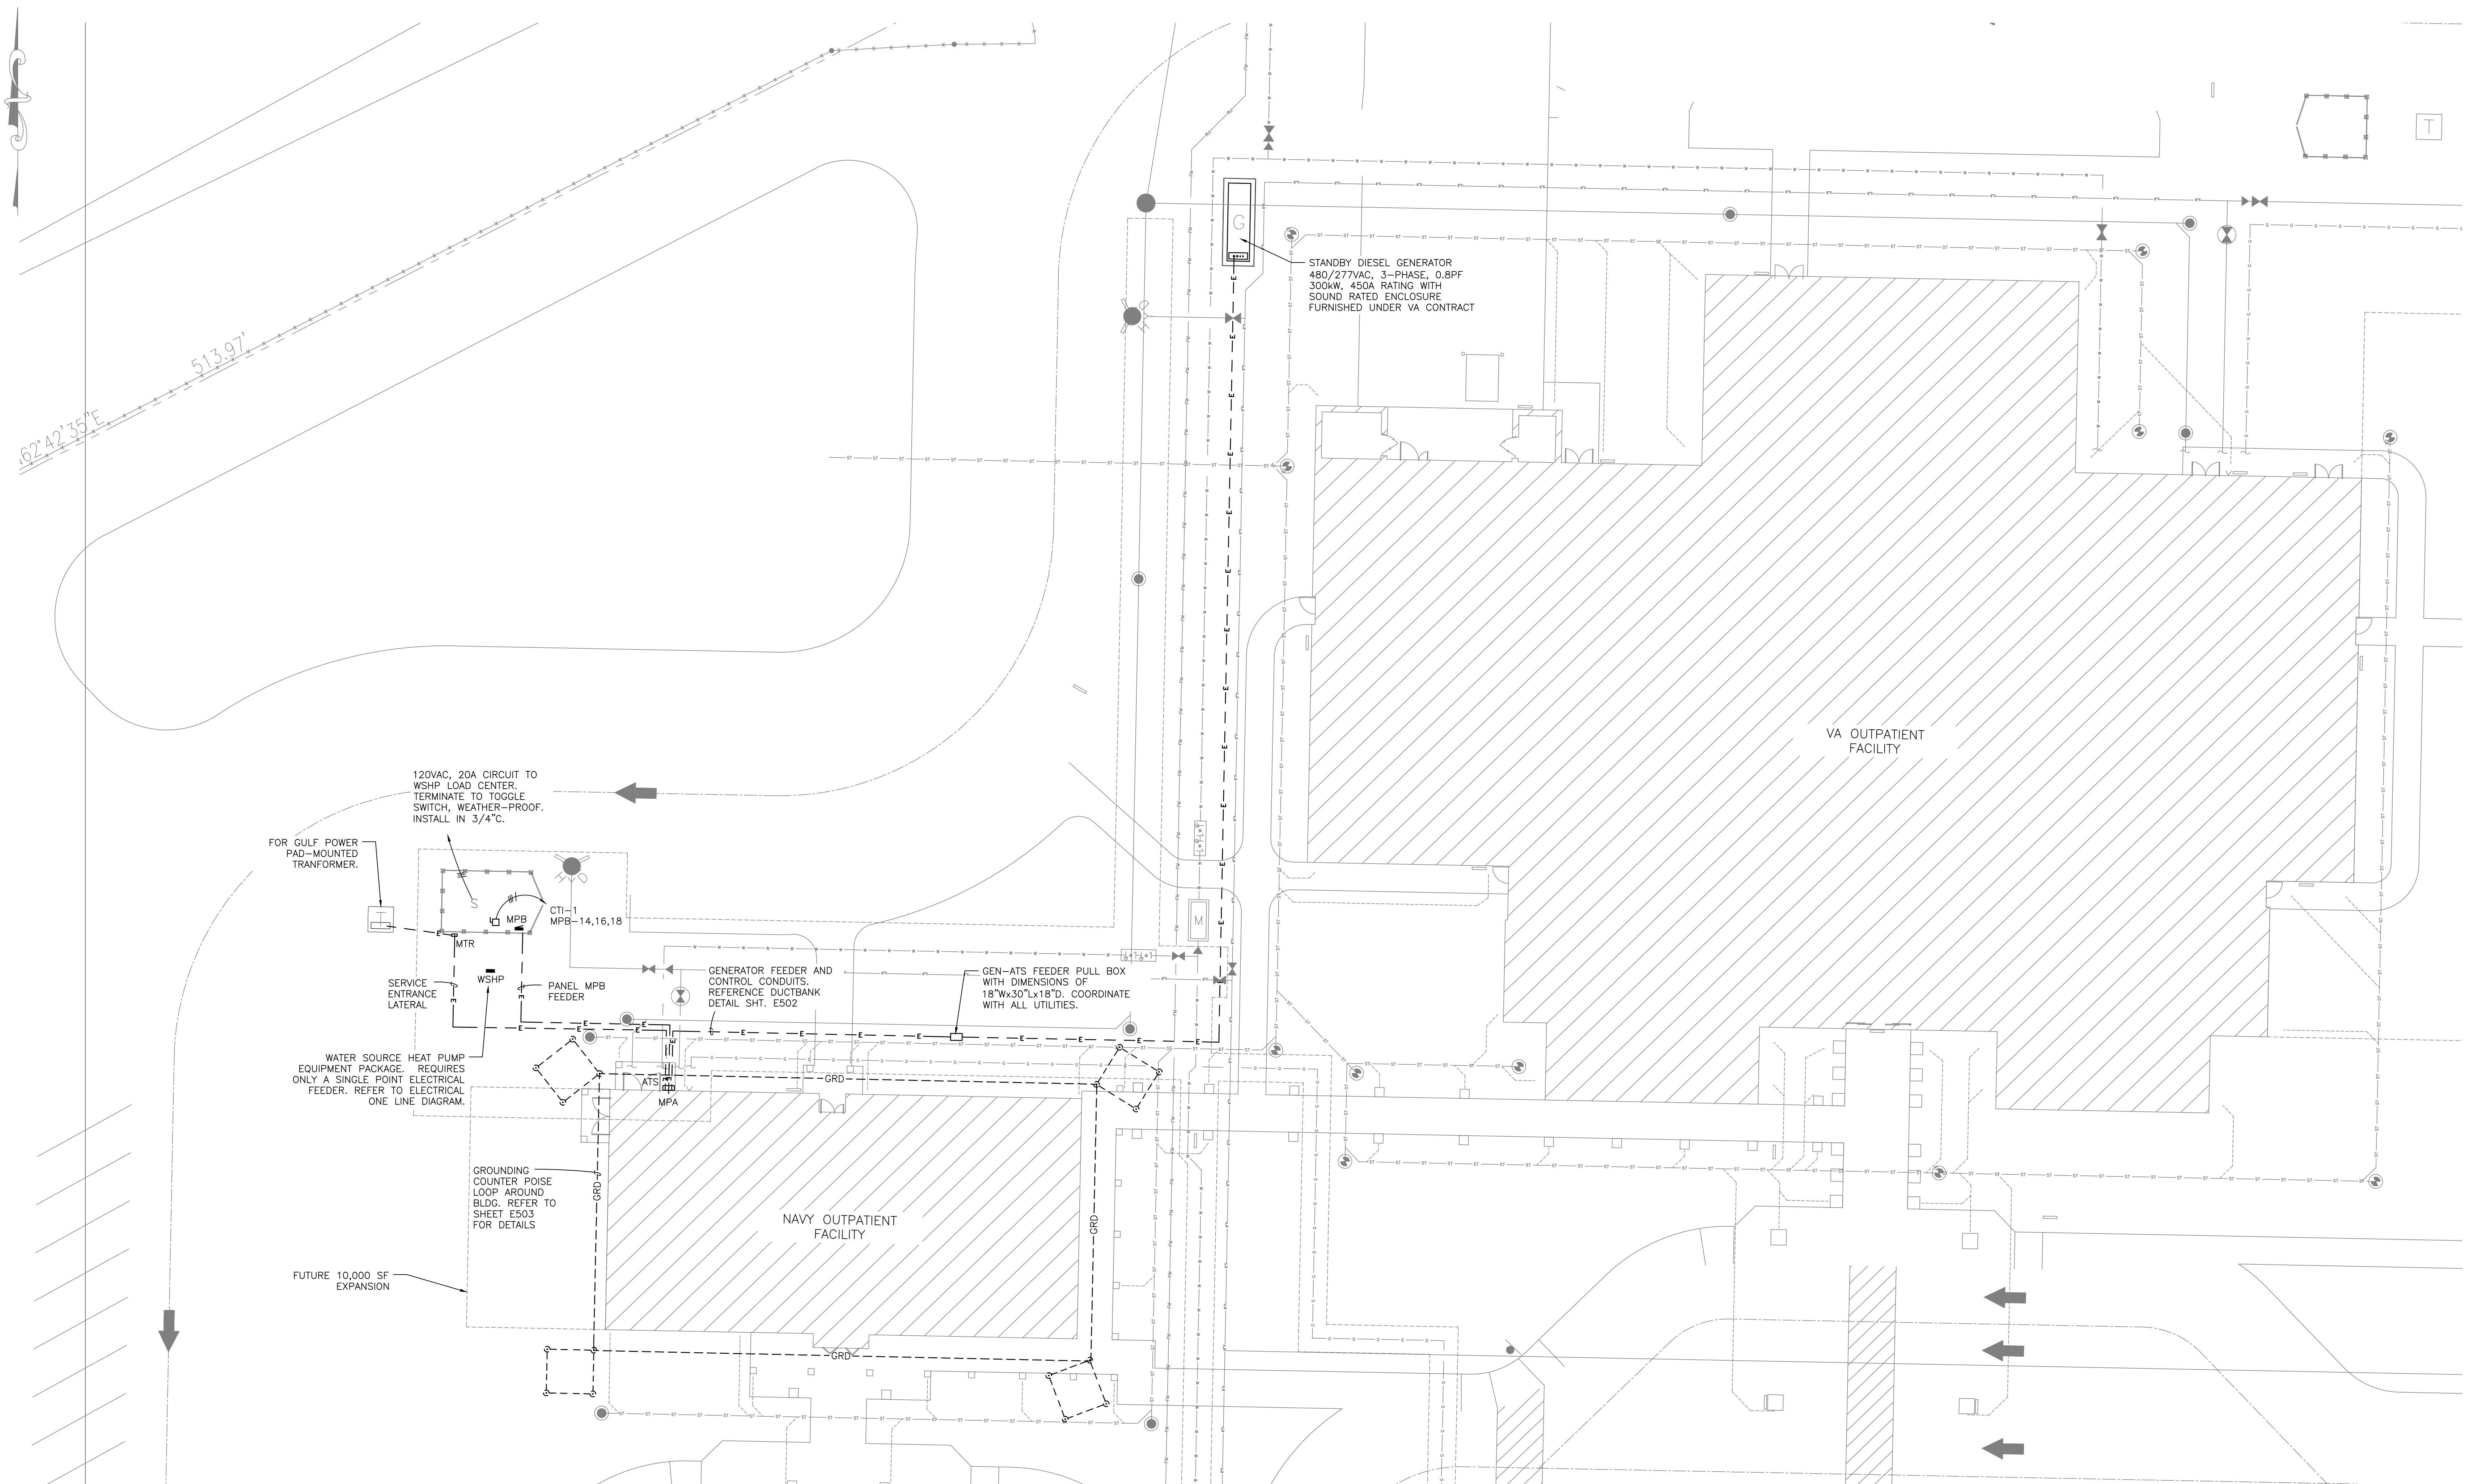 513.97'
62°42'35"E
G
T
STANDBY DIESEL GENERATOR
480/277VAC, 3-PHASE, 0.8PF
300kW, 450A RATING WITH
SOUND RATED ENCLOSURE
FURNISHED UNDER VA CONTRACT
VA OUTPATIENT
FACILITY
120VAC, 20A CIRCUIT TO
WSHP LOAD CENTER.
TERMINATE TO TOGGLE
SWITCH, WEATHER-PROOF.
INSTALL IN 3/4"C.
FOR GULF POWER
PAD-MOUNTED
TRANFORMER.
T
S
MPB
CTI-1
MPB-14,16,18
MTR
M
SERVICE
ENTRANCE
LATERAL
WSHP
PANEL MPB
FEEDER
GENERATOR FEEDER AND
CONTROL CONDUITS.
REFERENCE DUCTBANK
DETAIL SHT. E502
GEN-ATS FEEDER PULL BOX
WITH DIMENSIONS OF
18"Wx30"Lx18"D. COORDINATE
WITH ALL UTILITIES.
WATER SOURCE HEAT PUMP
EQUIPMENT PACKAGE. REQUIRES
ONLY A SINGLE POINT ELECTRICAL
FEEDER. REFER TO ELECTRICAL
ONE LINE DIAGRAM.
ATS
MPA
GRD
GROUNDING
COUNTER POISE
LOOP AROUND
BLDG. REFER TO
SHEET E503
FOR DETAILS
GRD
GRD
NAVY OUTPATIENT
FACILITY
FUTURE 10,000 SF
EXPANSION
GRD